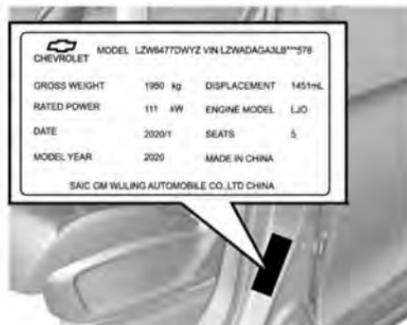 CHEVROLET MODEL LZW6477DWYZ VIN LZWADAGA3LB***578
GROSS WEIGHT 1950 kg DISPLACEMENT 1451mL
RATED POWER 111 kW ENGINE MODEL LJO
DATE 2020/1 SEATS 5
MODEL YEAR 2020 MADE IN CHINA
SAIC GM WULING AUTOMOBILE CO.,LTD CHINA